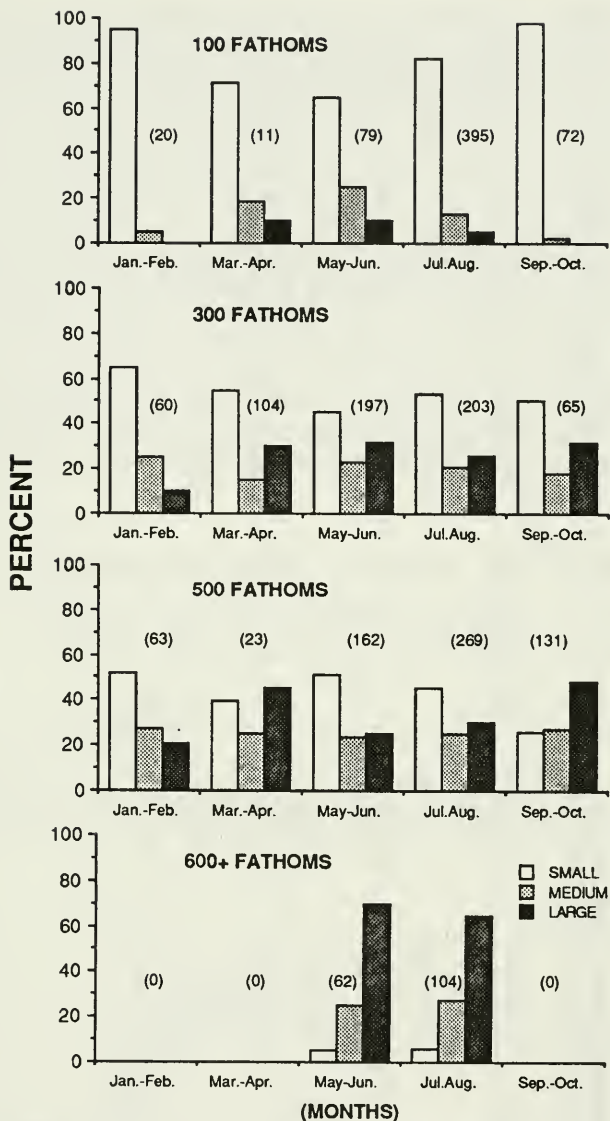 100
80
60
40
20
0
100 FATHOMS
(20) (11) (79) (395) (72)
Jan.-Feb. Mar.-Apr. May-Jun. Jul.Aug. Sep.-Oct.
100
80
60
40
20
0
300 FATHOMS
(60) (104) (197) (203) (65)
Jan.-Feb. Mar.-Apr. May-Jun. Jul.Aug. Sep.-Oct.
PERCENT
100
80
60
40
20
0
500 FATHOMS
(63) (23) (162) (269) (131)
Jan.-Feb. Mar.-Apr. May-Jun. Jul.Aug. Sep.-Oct.
100
80
60
40
20
0
600+ FATHOMS
SMALL
MEDIUM
LARGE
(0) (0) (62) (104) (0)
Jan.-Feb. Mar.-Apr. May-Jun. Jul.Aug. Sep.-Oct.
(MONTHS)